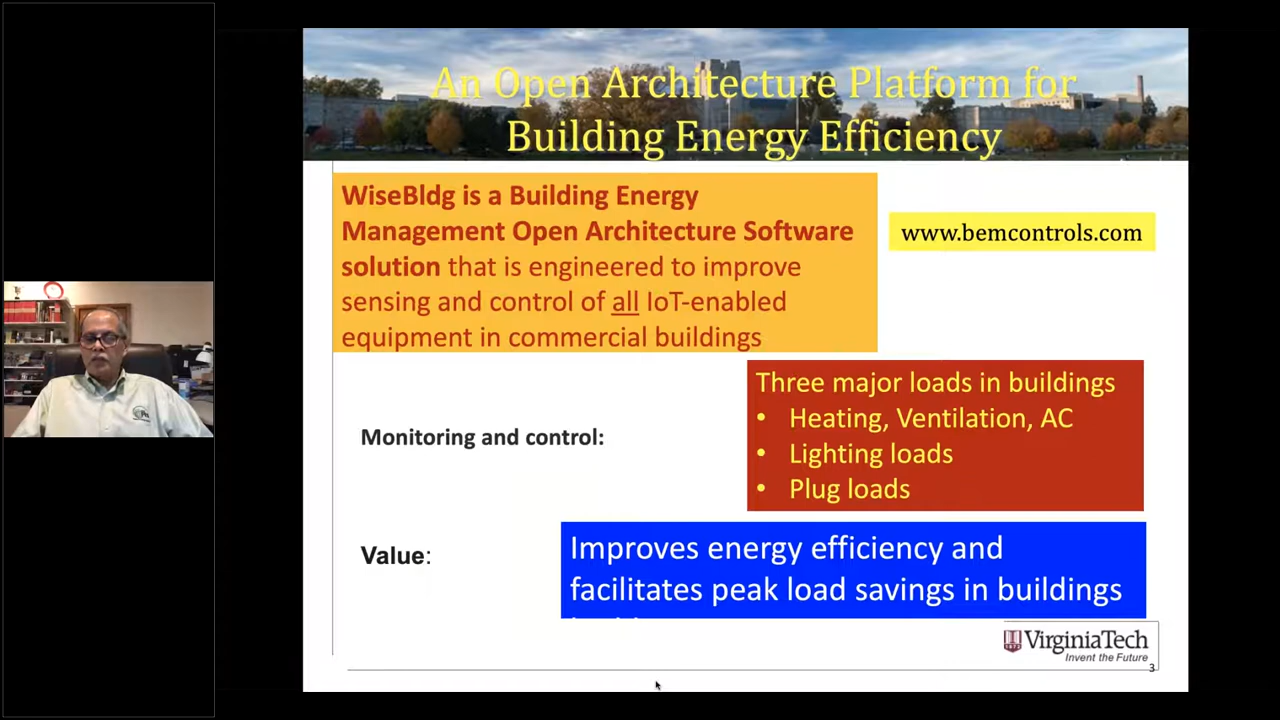 An Open Architecture Platform for
Building Energy Efficiency
WiseBldg is a Building Energy
Management Open Architecture Software
solution that is engineered to improve
sensing and control of all IoT-enabled
equipment in commercial buildings
www.bemcontrols.com
Three major loads in buildings
• Heating, Ventilation, AC
• Lighting loads
• Plug loads
Monitoring and control:
Value:
Improves energy efficiency and
facilitates peak load savings in buildings
VirginiaTech
Invent the Future
3